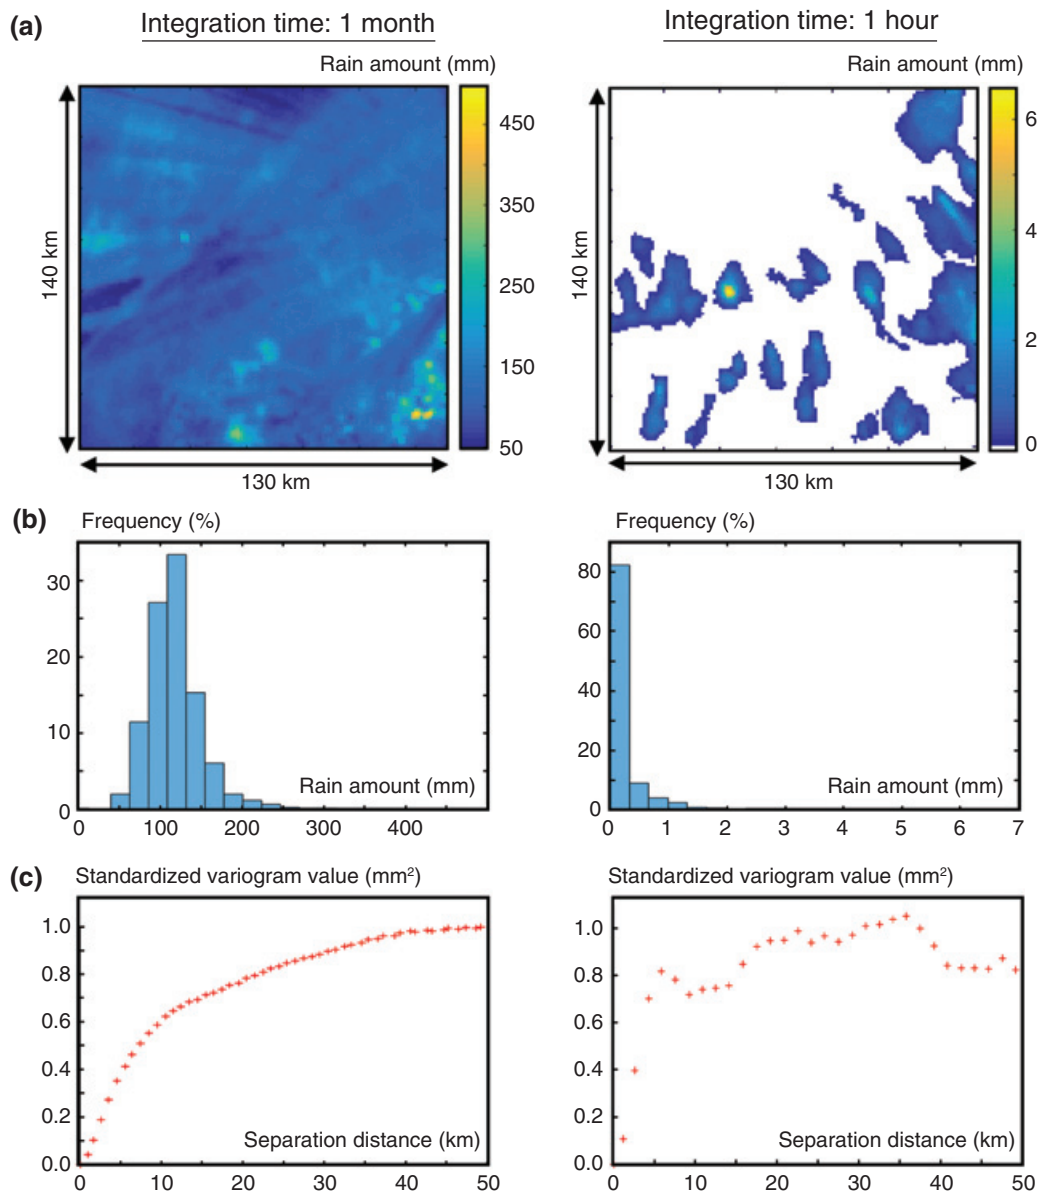 (a)
Integration time: 1 month
Integration time: 1 hour
Rain amount (mm)
Rain amount (mm)
140 km
450
350
250
150
50
130 km
140 km
6
4
2
0
130 km
(b)
Frequency (%)
30
20
10
0
Rain amount (mm)
0 100 200 300 400
Frequency (%)
80
60
80
20
0
Rain amount (mm)
0 1 2 3 4 5 6 7
(c)
Standardized variogram value (mm²)
1.0
0.8
0.6
0.4
0.2
0.0
Separation distance (km)
0 10 20 30 40 50
Standardized variogram value (mm²)
1.0
0.8
0.6
0.4
0.2
0.0
Separation distance (km)
0 10 20 30 40 50